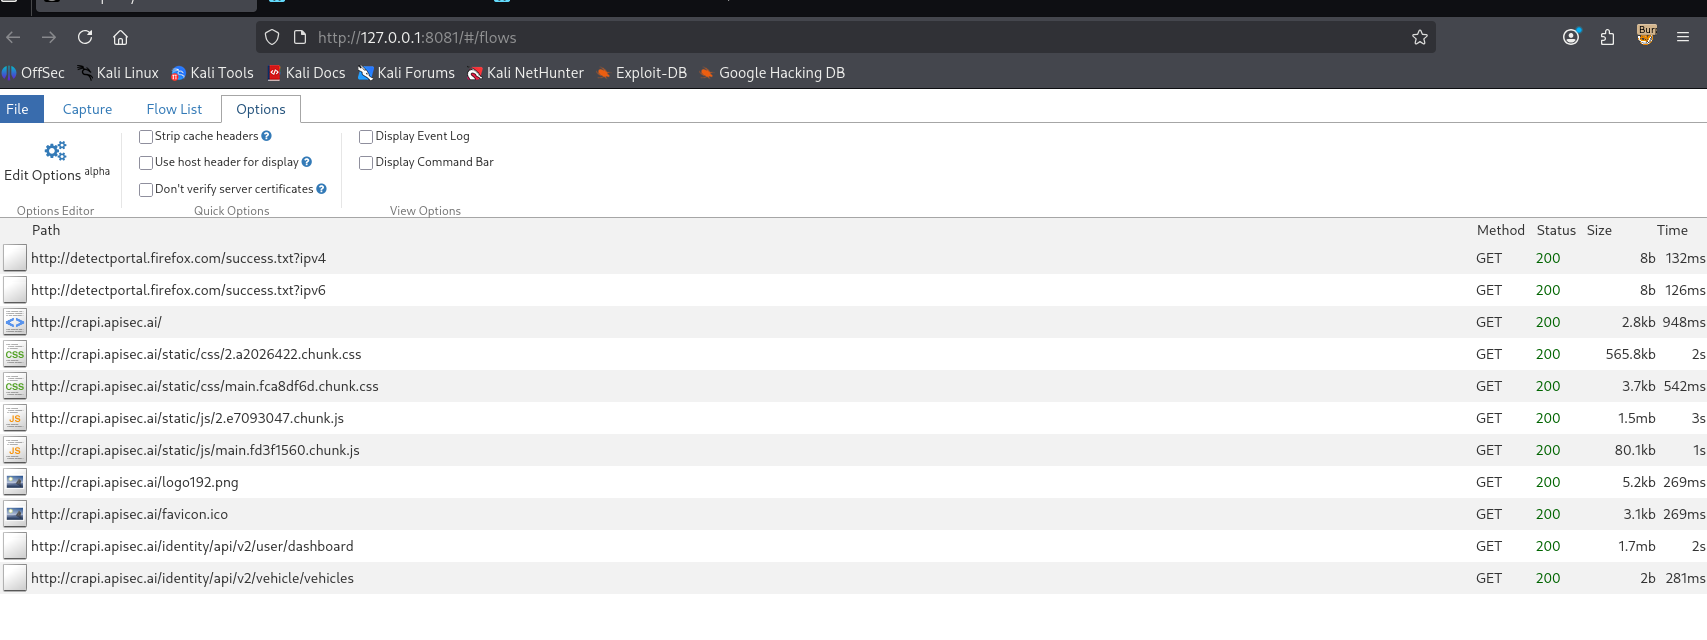 http://127.0.0.1:8081/#/flows
Bur
OffSec Kali Linux Kali Tools Kali Docs Kali Forums Kali NetHunter Exploit-DB Google Hacking DB
File Capture Flow List Options
Strip cache headers ? Display Event Log
Use host header for display ? Display Command Bar
Edit Options alpha
Don't verify server certificates ?
Options Editor Quick Options View Options
Path Method Status Size Time
http://detectportal.firefox.com/success.txt?ipv4 GET 200 8b 132ms
http://detectportal.firefox.com/success.txt?ipv6 GET 200 8b 126ms
<> http://crapi.apisec.ai/ GET 200 2.8kb 948ms
CSS http://crapi.apisec.ai/static/css/2.a2026422.chunk.css GET 200 565.8kb 2s
CSS http://crapi.apisec.ai/static/css/main.fca8df6d.chunk.css GET 200 3.7kb 542ms
JS http://crapi.apisec.ai/static/js/2.e7093047.chunk.js GET 200 1.5mb 3s
JS http://crapi.apisec.ai/static/js/main.fd3f1560.chunk.js GET 200 80.1kb 1s
http://crapi.apisec.ai/logo192.png GET 200 5.2kb 269ms
http://crapi.apisec.ai/favicon.ico GET 200 3.1kb 269ms
http://crapi.apisec.ai/identity/api/v2/user/dashboard GET 200 1.7mb 2s
http://crapi.apisec.ai/identity/api/v2/vehicle/vehicles GET 200 2b 281ms